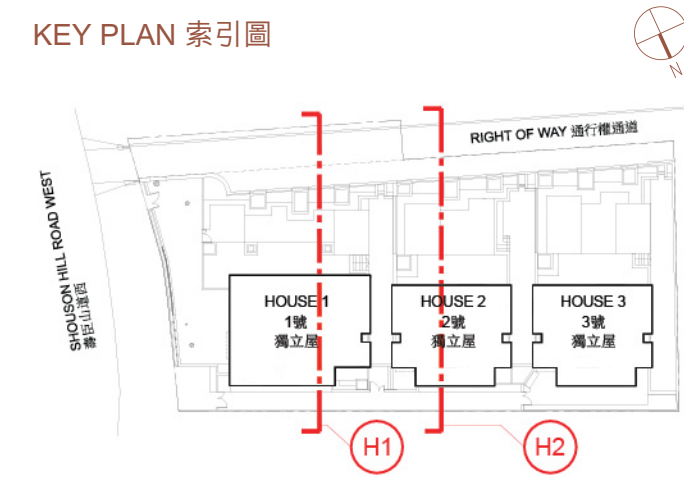 KEY PLAN 索引圖
N
RIGHT OF WAY 通行權通道
SHOUSON HILL ROAD WEST
壽臣山道西
HOUSE 1
1號
獨立屋
HOUSE 2
2號
獨立屋
HOUSE 3
3號
獨立屋
H1
H2